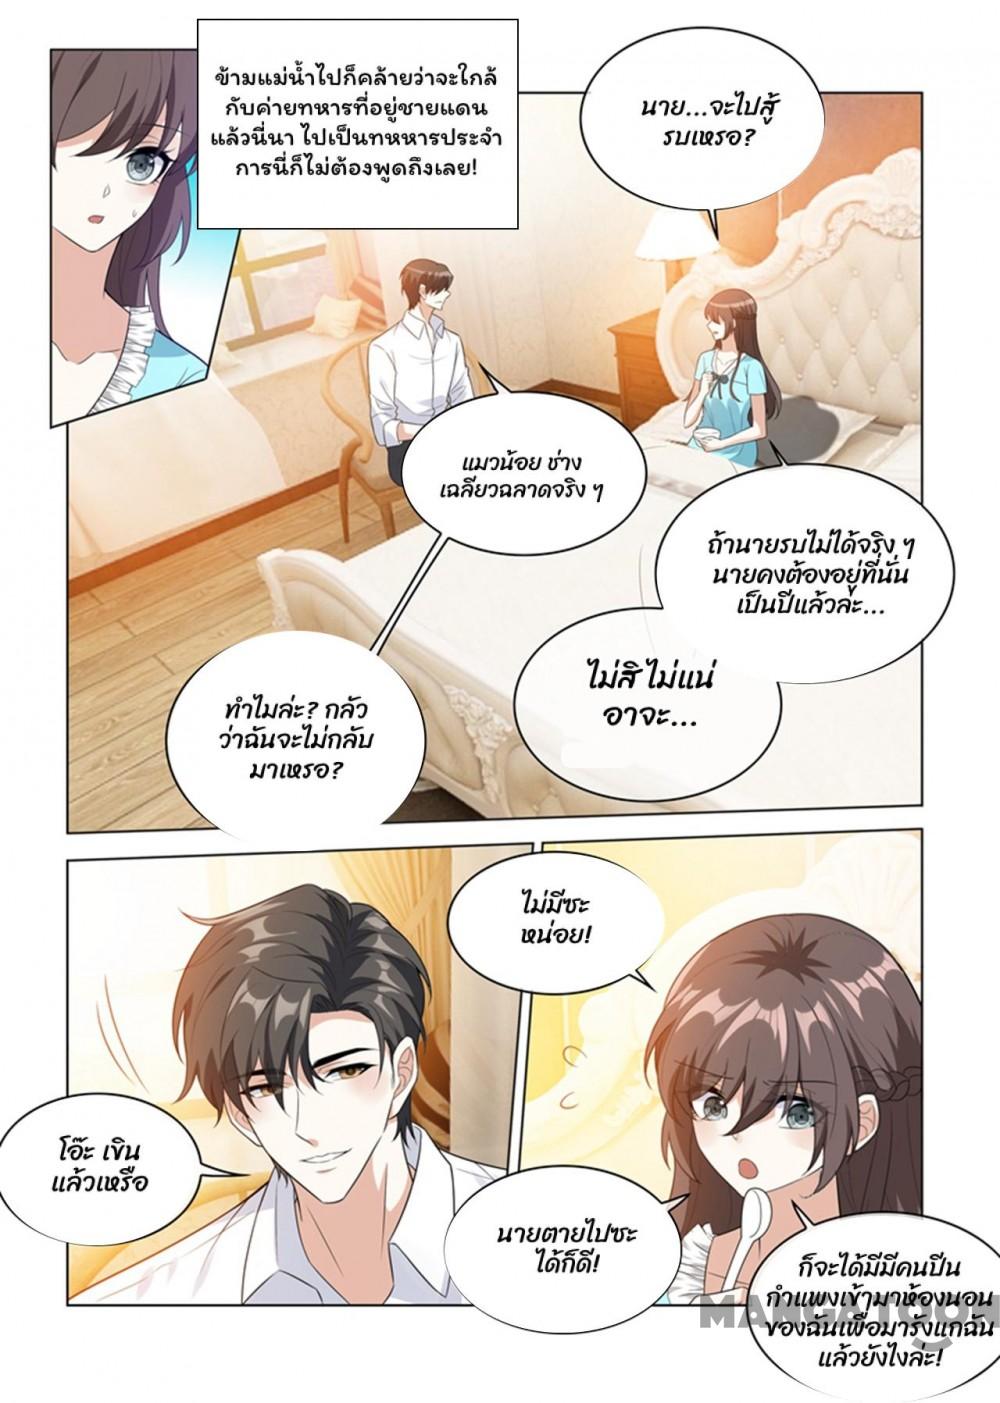 ข้ามแม่น้ำไปก็คล้ายว่าจะใกล้
กับค่ายทหารที่อยู่ชายแดน
แล้วนี่นา ไปเป็นทหหารประจำ
การนี่ก็ไม่ต้องพูดถึงเลย!
นาย...จะไปสู้
รบเหรอ?
แมวน้อย ช่าง
เฉลียวฉลาดจริง ๆ
ถ้านายรบไม่ได้จริง ๆ
นายคงต้องอยู่ที่นั่น
เป็นปีแล้วละ...
ไม่สิ ไม่แน่
อาจะ...
ทำไมล่ะ? กลัว
ว่าฉันจะไม่กลับ
มาเหรอ?
ไม่มีซะ
หน่อย!
โอ๊ะ เขิน
แล้วเหรือ
นายตายไปซะ
ได้ก็ดี!
ก็จะได้มีมีคนปีน
กำแพงเข้ามาห้องนอน
ของฉันเพื่อมารังแกฉัน
แล้วยังไงล่ะ!
MANGATOON